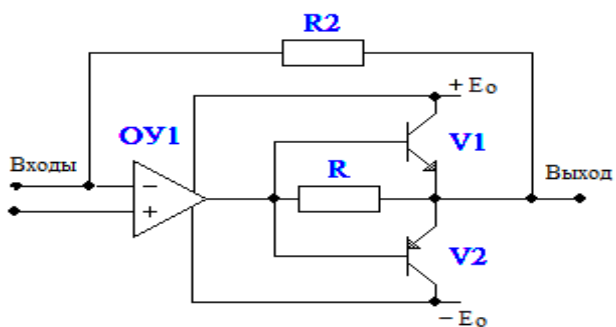 R2
+ Eo
ОУ1
V1
Входы
R
Выход
−
+
V2
− Eo